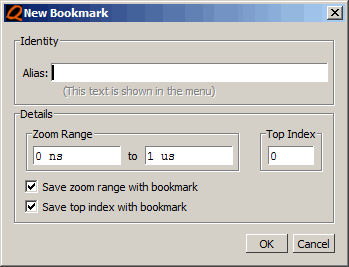 New Bookmark
Identity
Alias:
(This text is shown in the menu)
Details
Zoom Range
Top Index
0 ns to 1 us
0
Save zoom range with bookmark
Save top index with bookmark
OK Cancel